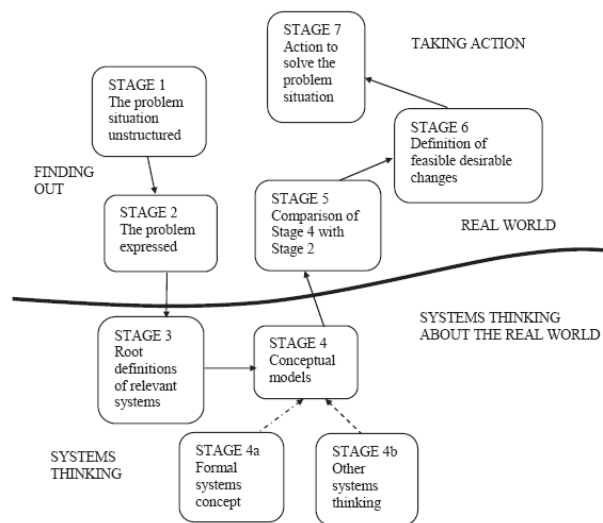 STAGE 1
The problem
situation
unstructured
FINDING
OUT
STAGE 2
The problem
expressed
STAGE 3
Root
definitions
of relevant
systems
STAGE 4
Conceptual
models
STAGE 4a
Formal
systems
concept
STAGE 4b
Other
systems
thinking
SYSTEMS
THINKING
STAGE 5
Comparison of
Stage 4 with
Stage 2
STAGE 6
Definition of
feasible desirable
changes
STAGE 7
Action to
solve the
problem
situation
TAKING ACTION
REAL WORLD
SYSTEMS THINKING
ABOUT THE REAL WORLD